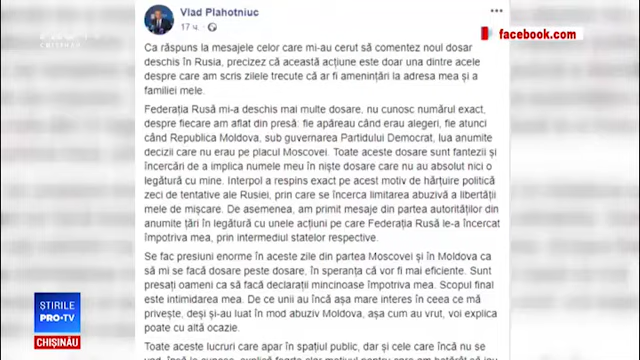 Vlad Plahotniuc
17 ч.
facebook.com
Ca răspuns la mesajele celor care mi-au cerut să comentez noul dosar
deschis în Rusia, precizez că această acțiune este doar una dintre acele
despre care am scris zilele trecute că ar fi amenințări la adresa mea și a
familiei mele.
Federația Rusă mi-a deschis mai multe dosare, nu cunosc numărul exact,
despre fiecare am aflat din presă: fie apăreau când erau alegeri, fie atunci
când Republica Moldova, sub guvernarea Partidului Democrat, lua anumite
decizii care nu erau pe placul Moscovei. Toate aceste dosare sunt fantezii și
încercări de a implica numele meu în niște dosare care nu au absolut nici o
legătură cu mine. Interpol a respins exact pe acest motiv de hărțuire politică
zeci de tentative ale Rusiei, prin care se încerca limitarea abuzivă a libertății
mele de mișcare. De asemenea, am primit mesaje din partea autorităților din
anumite țări în legătură cu unele acțiuni pe care Federația Rusă le-a încercat
împotriva mea, prin intermediul statelor respective.
Se fac presiuni enorme în aceste zile din partea Moscovei și în Moldova ca
să mi se facă dosare peste dosare, în speranța că vor fi mai eficiente. Sunt
presați oameni ca să facă declarații mincinoase împotriva mea. Scopul final
este intimidarea mea. De ce unii au încă așa mare interes în ceea ce mă
privește, deși și-au luat în mod abuziv Moldova, așa cum au vrut, voi explica
poate cu altă ocazie.
Toate aceste lucruri care apar în spațiul public, dar și cele care încă nu se
ȘTIRILE
PRO•TV
CHIȘINĂU